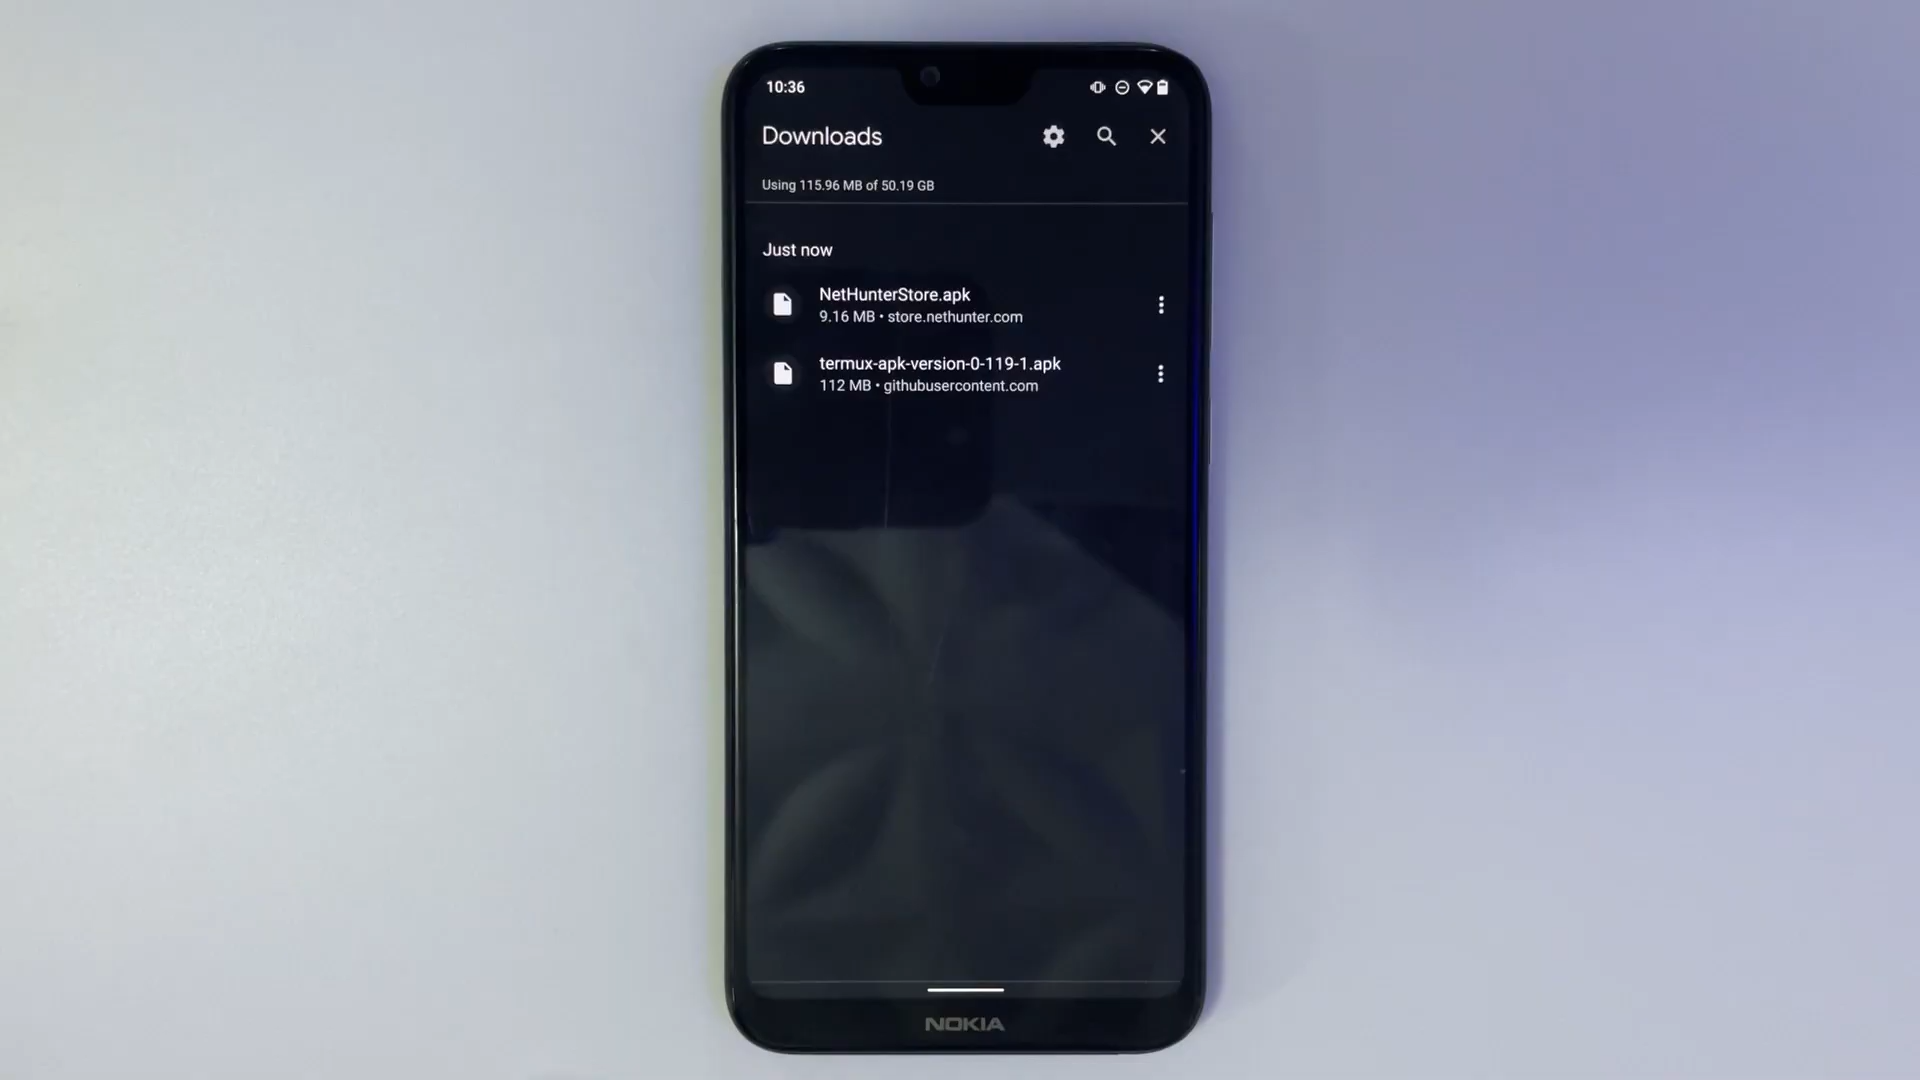 10:36
Downloads
Using 115.96 MB of 50.19 GB
Just now
NetHunterStore.apk
9.16 MB • store.nethunter.com
termux-apk-version-0-119-1.apk
112 MB • githubusercontent.com
NOKIA